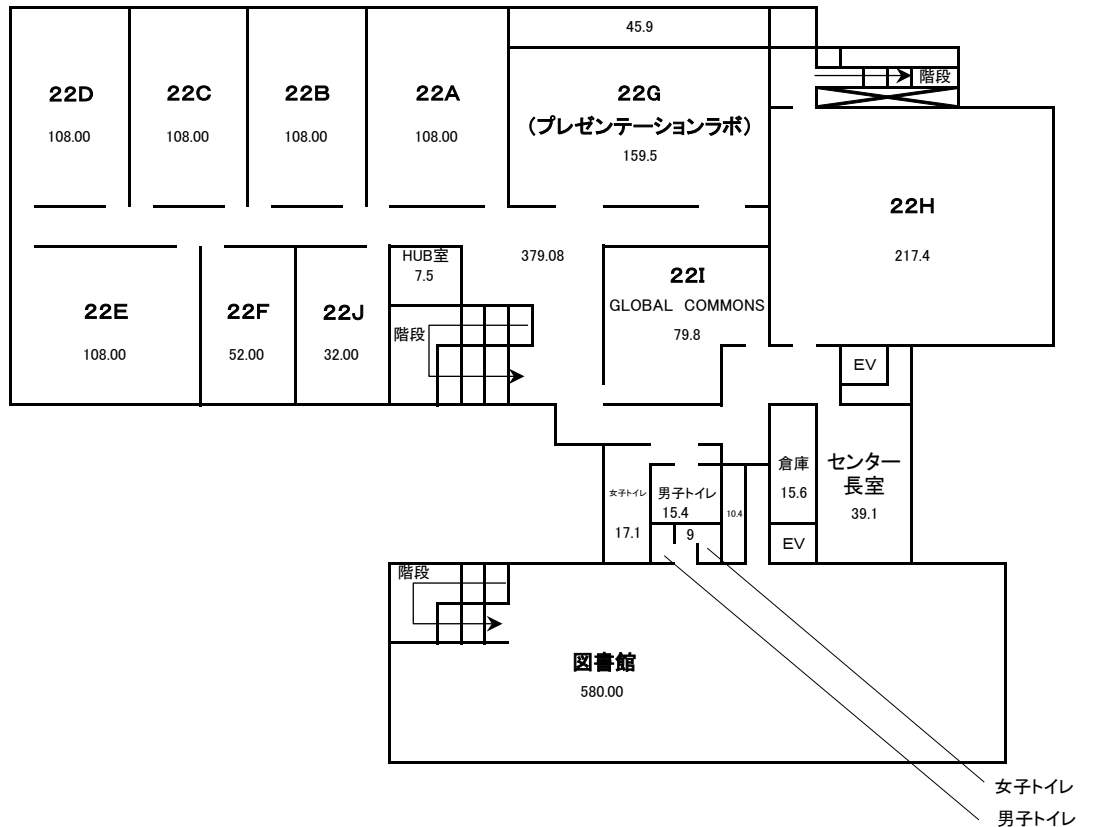 45.9
階段
22D
108.00
22C
108.00
22B
108.00
22A
108.00
22G
（プレゼンテーションラボ）
159.5
22H
217.4
HUB室
7.5
379.08
22I
GLOBAL COMMONS
79.8
22E
108.00
22F
52.00
22J
32.00
階段
EV
女子トイレ
17.1
男子トイレ
15.4
9
10.4
倉庫
15.6
EV
センター
長室
39.1
階段
図書館
580.00
女子トイレ
男子トイレ